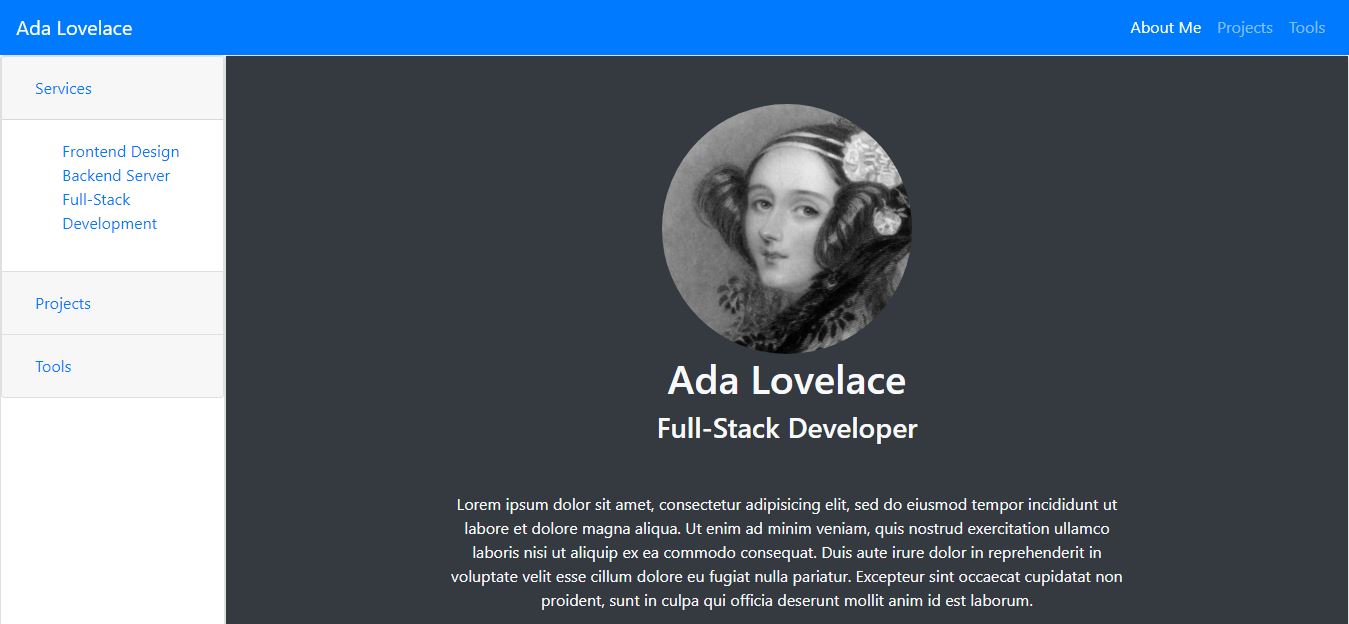 Ada Lovelace
About Me Projects Tools
Services
Frontend Design
Backend Server
Full-Stack
Development
Projects
Tools
Ada Lovelace
Full-Stack Developer
Lorem ipsum dolor sit amet, consectetur adipisicing elit, sed do eiusmod tempor incididunt ut
labore et dolore magna aliqua. Ut enim ad minim veniam, quis nostrud exercitation ullamco
laboris nisi ut aliquip ex ea commodo consequat. Duis aute irure dolor in reprehenderit in
voluptate velit esse cillum dolore eu fugiat nulla pariatur. Excepteur sint occaecat cupidatat non
proident, sunt in culpa qui officia deserunt mollit anim id est laborum.